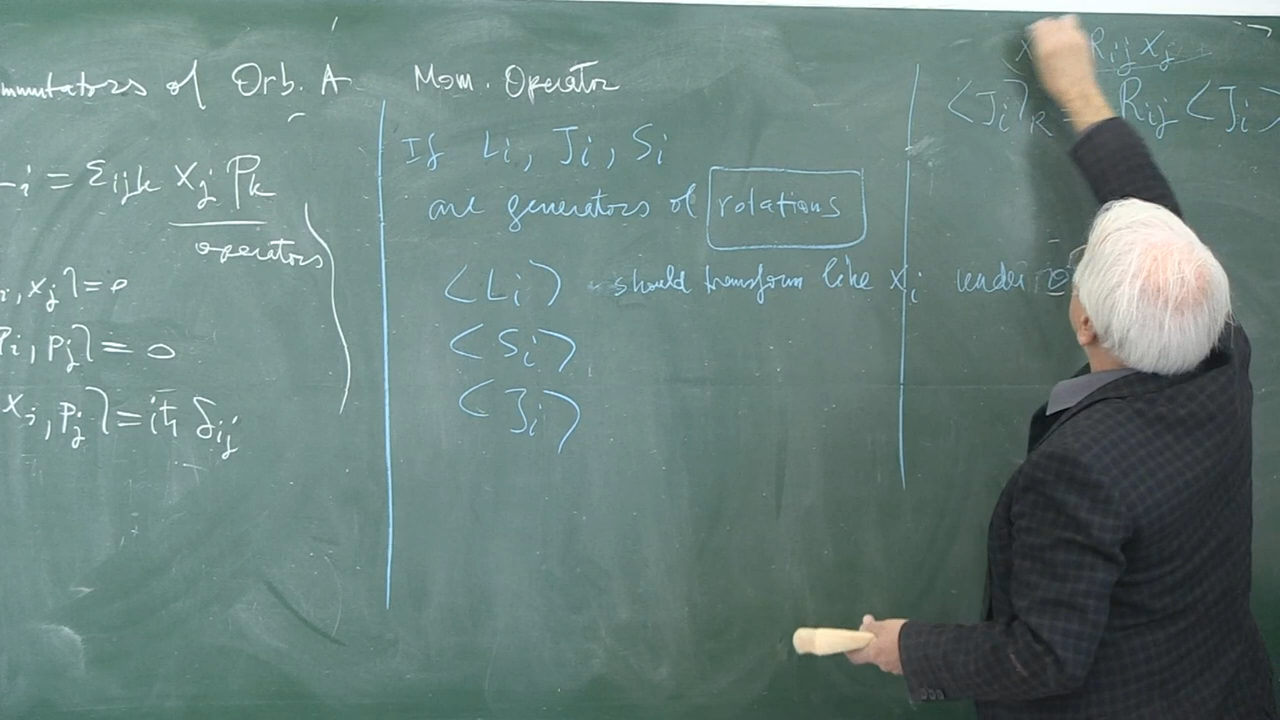 mmutators of Orb. A Mom. Operator
i = εijk xj Pk
operators
i, xj] = 0
Pi, Pj] = 0
xi, Pj] = iħ δij
If Li, Ji, Si
are generators of rotations
<Li> - should transform like xi under
<Si>
<Ji>
x Rij xj
<Ji>R = Rij <Ji>